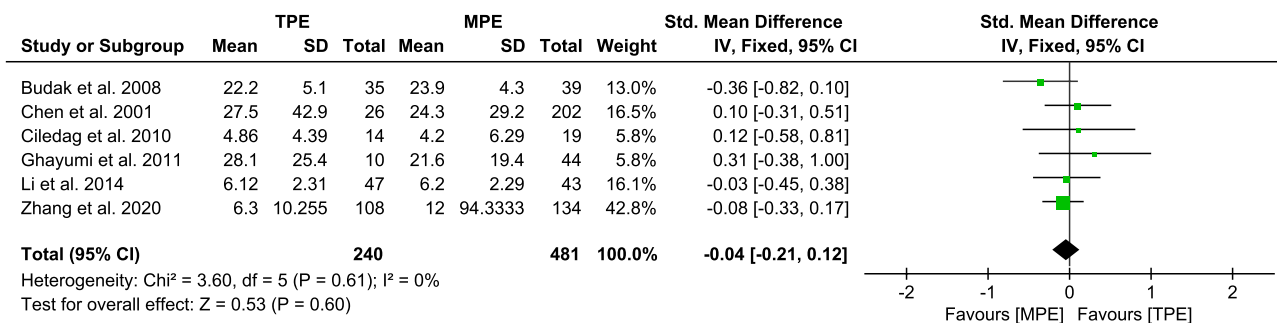 TPE MPE Std. Mean Difference Std. Mean Difference
Study or Subgroup Mean SD Total Mean SD Total Weight IV, Fixed, 95% CI IV, Fixed, 95% CI
Budak et al. 2008 22.2 5.1 35 23.9 4.3 39 13.0% -0.36 [-0.82, 0.10]
Chen et al. 2001 27.5 42.9 26 24.3 29.2 202 16.5% 0.10 [-0.31, 0.51]
Ciledag et al. 2010 4.86 4.39 14 4.2 6.29 19 5.8% 0.12 [-0.58, 0.81]
Ghayumi et al. 2011 28.1 25.4 10 21.6 19.4 44 5.8% 0.31 [-0.38, 1.00]
Li et al. 2014 6.12 2.31 47 6.2 2.29 43 16.1% -0.03 [-0.45, 0.38]
Zhang et al. 2020 6.3 10.255 108 12 94.3333 134 42.8% -0.08 [-0.33, 0.17]
Total (95% CI) 240 481 100.0% -0.04 [-0.21, 0.12]
Heterogeneity: Chi² = 3.60, df = 5 (P = 0.61); I² = 0%
Test for overall effect: Z = 0.53 (P = 0.60)
-2 -1 0 1 2
Favours [MPE] Favours [TPE]